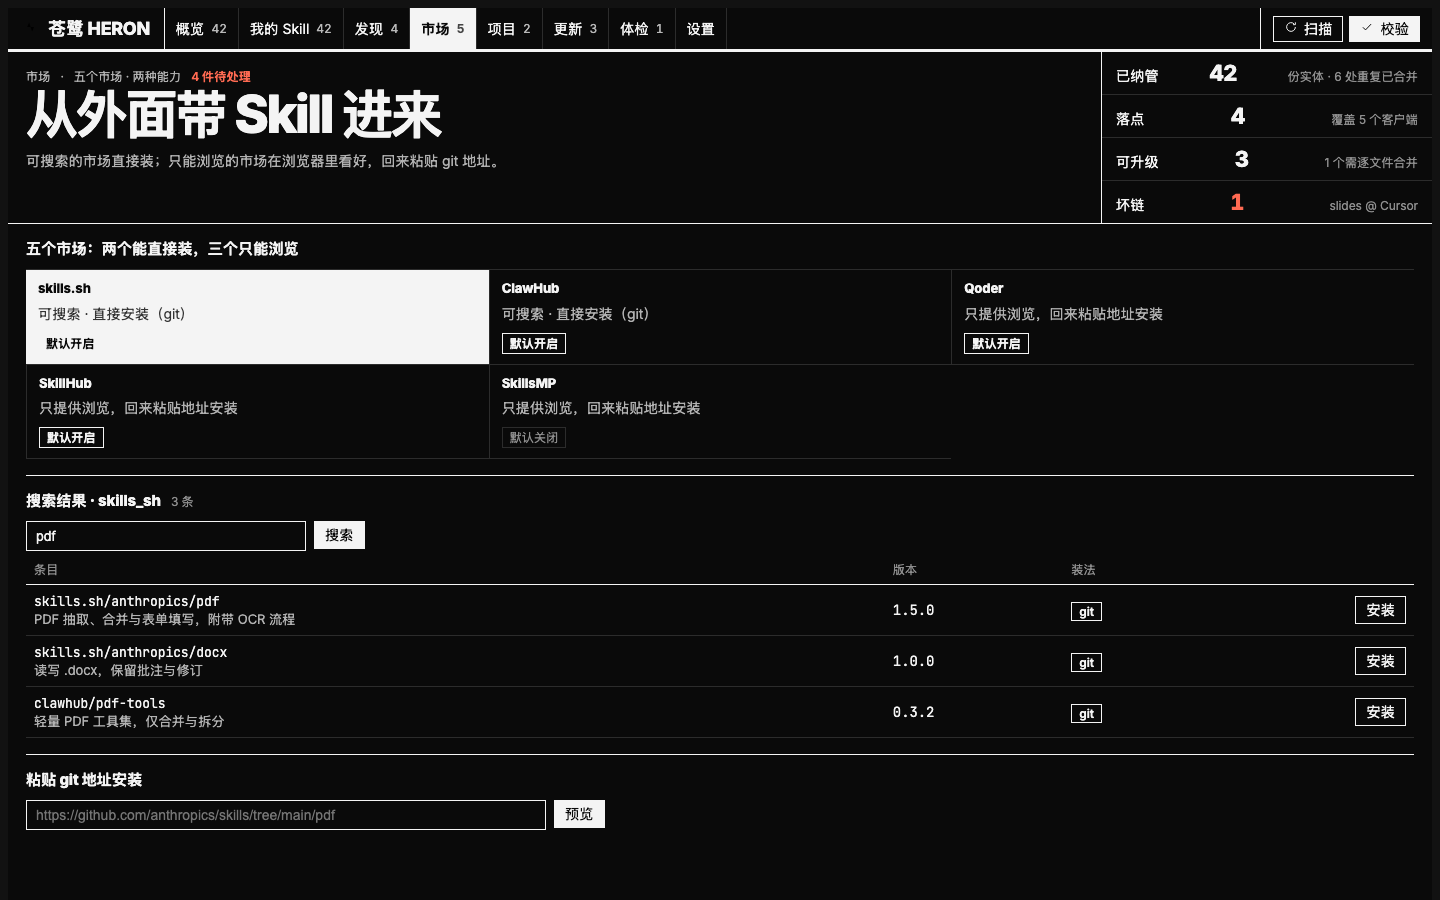 苍鹭 HERON 概览 42 我的 Skill 42 发现 4 市场 5 项目 2 更新 3 体检 1 设置 扫描 校验
市场 · 五个市场 · 两种能力 4 件待处理
从外面带 Skill 进来
可搜索的市场直接装；只能浏览的市场在浏览器里看好，回来粘贴 git 地址。
已纳管 42 份实体 · 6 处重复已合并
落点 4 覆盖 5 个客户端
可升级 3 1 个需逐文件合并
坏链 1 slides @ Cursor
五个市场：两个能直接装，三个只能浏览
skills.sh
可搜索 · 直接安装（git）
默认开启
ClawHub
可搜索 · 直接安装（git）
默认开启
Qoder
只提供浏览，回来粘贴地址安装
默认开启
SkillHub
只提供浏览，回来粘贴地址安装
默认开启
SkillsMP
只提供浏览，回来粘贴地址安装
默认关闭
搜索结果 · skills_sh 3 条
pdf 搜索
条目 版本 装法
skills.sh/anthropics/pdf
PDF 抽取、合并与表单填写，附带 OCR 流程
1.5.0 git 安装
skills.sh/anthropics/docx
读写 .docx，保留批注与修订
1.0.0 git 安装
clawhub/pdf-tools
轻量 PDF 工具集，仅合并与拆分
0.3.2 git 安装
粘贴 git 地址安装
https://github.com/anthropics/skills/tree/main/pdf 预览